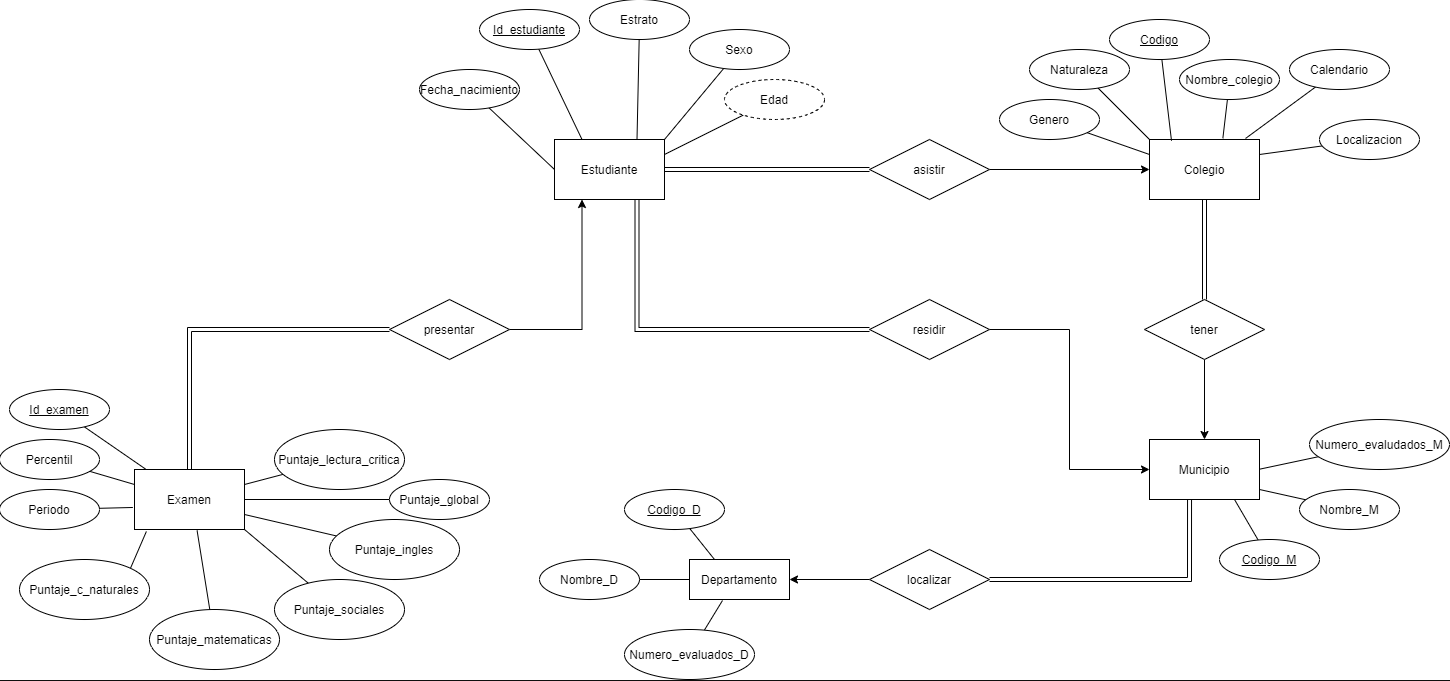 Estrato
Id_estudiante
Sexo
Fecha_nacimiento
Edad
Codigo
Naturaleza
Nombre_colegio
Calendario
Genero
Localizacion
Estudiante
asistir
Colegio
presentar
residir
tener
Id_examen
Percentil
Puntaje_lectura_critica
Periodo
Examen
Puntaje_global
Puntaje_ingles
Puntaje_c_naturales
Puntaje_sociales
Puntaje_matematicas
Municipio
Numero_evaludados_M
Nombre_M
Codigo_M
Codigo_D
Nombre_D
Departamento
localizar
Numero_evaluados_D